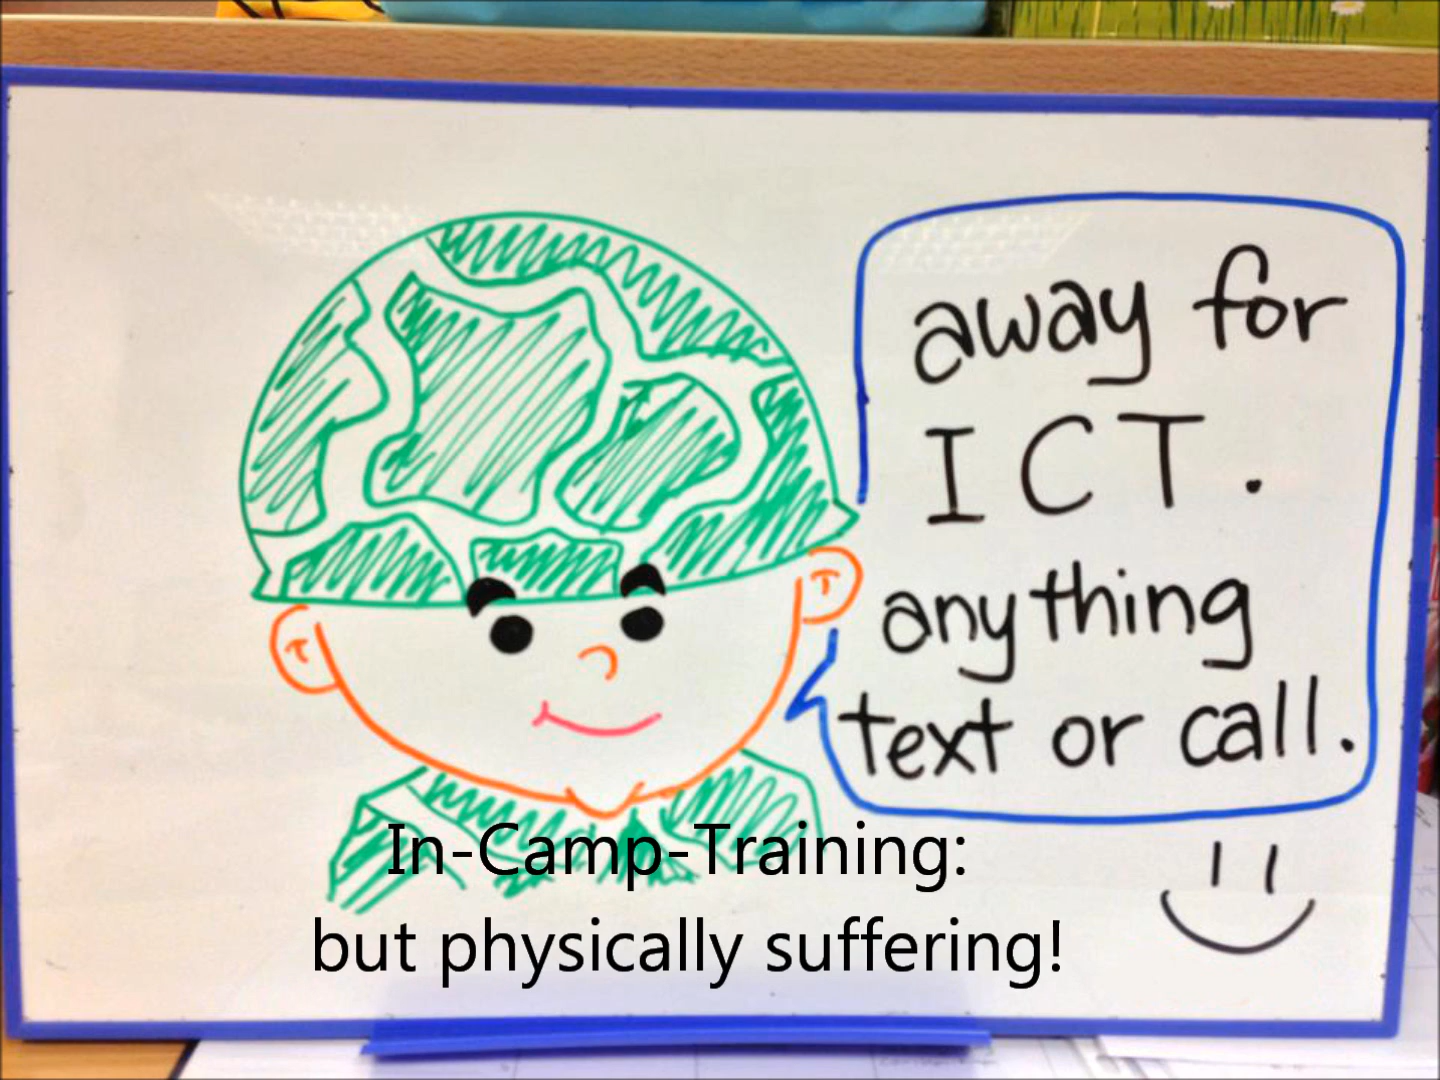 away for
ICT.
anything
text or call.
In-Camp-Training:
but physically suffering!